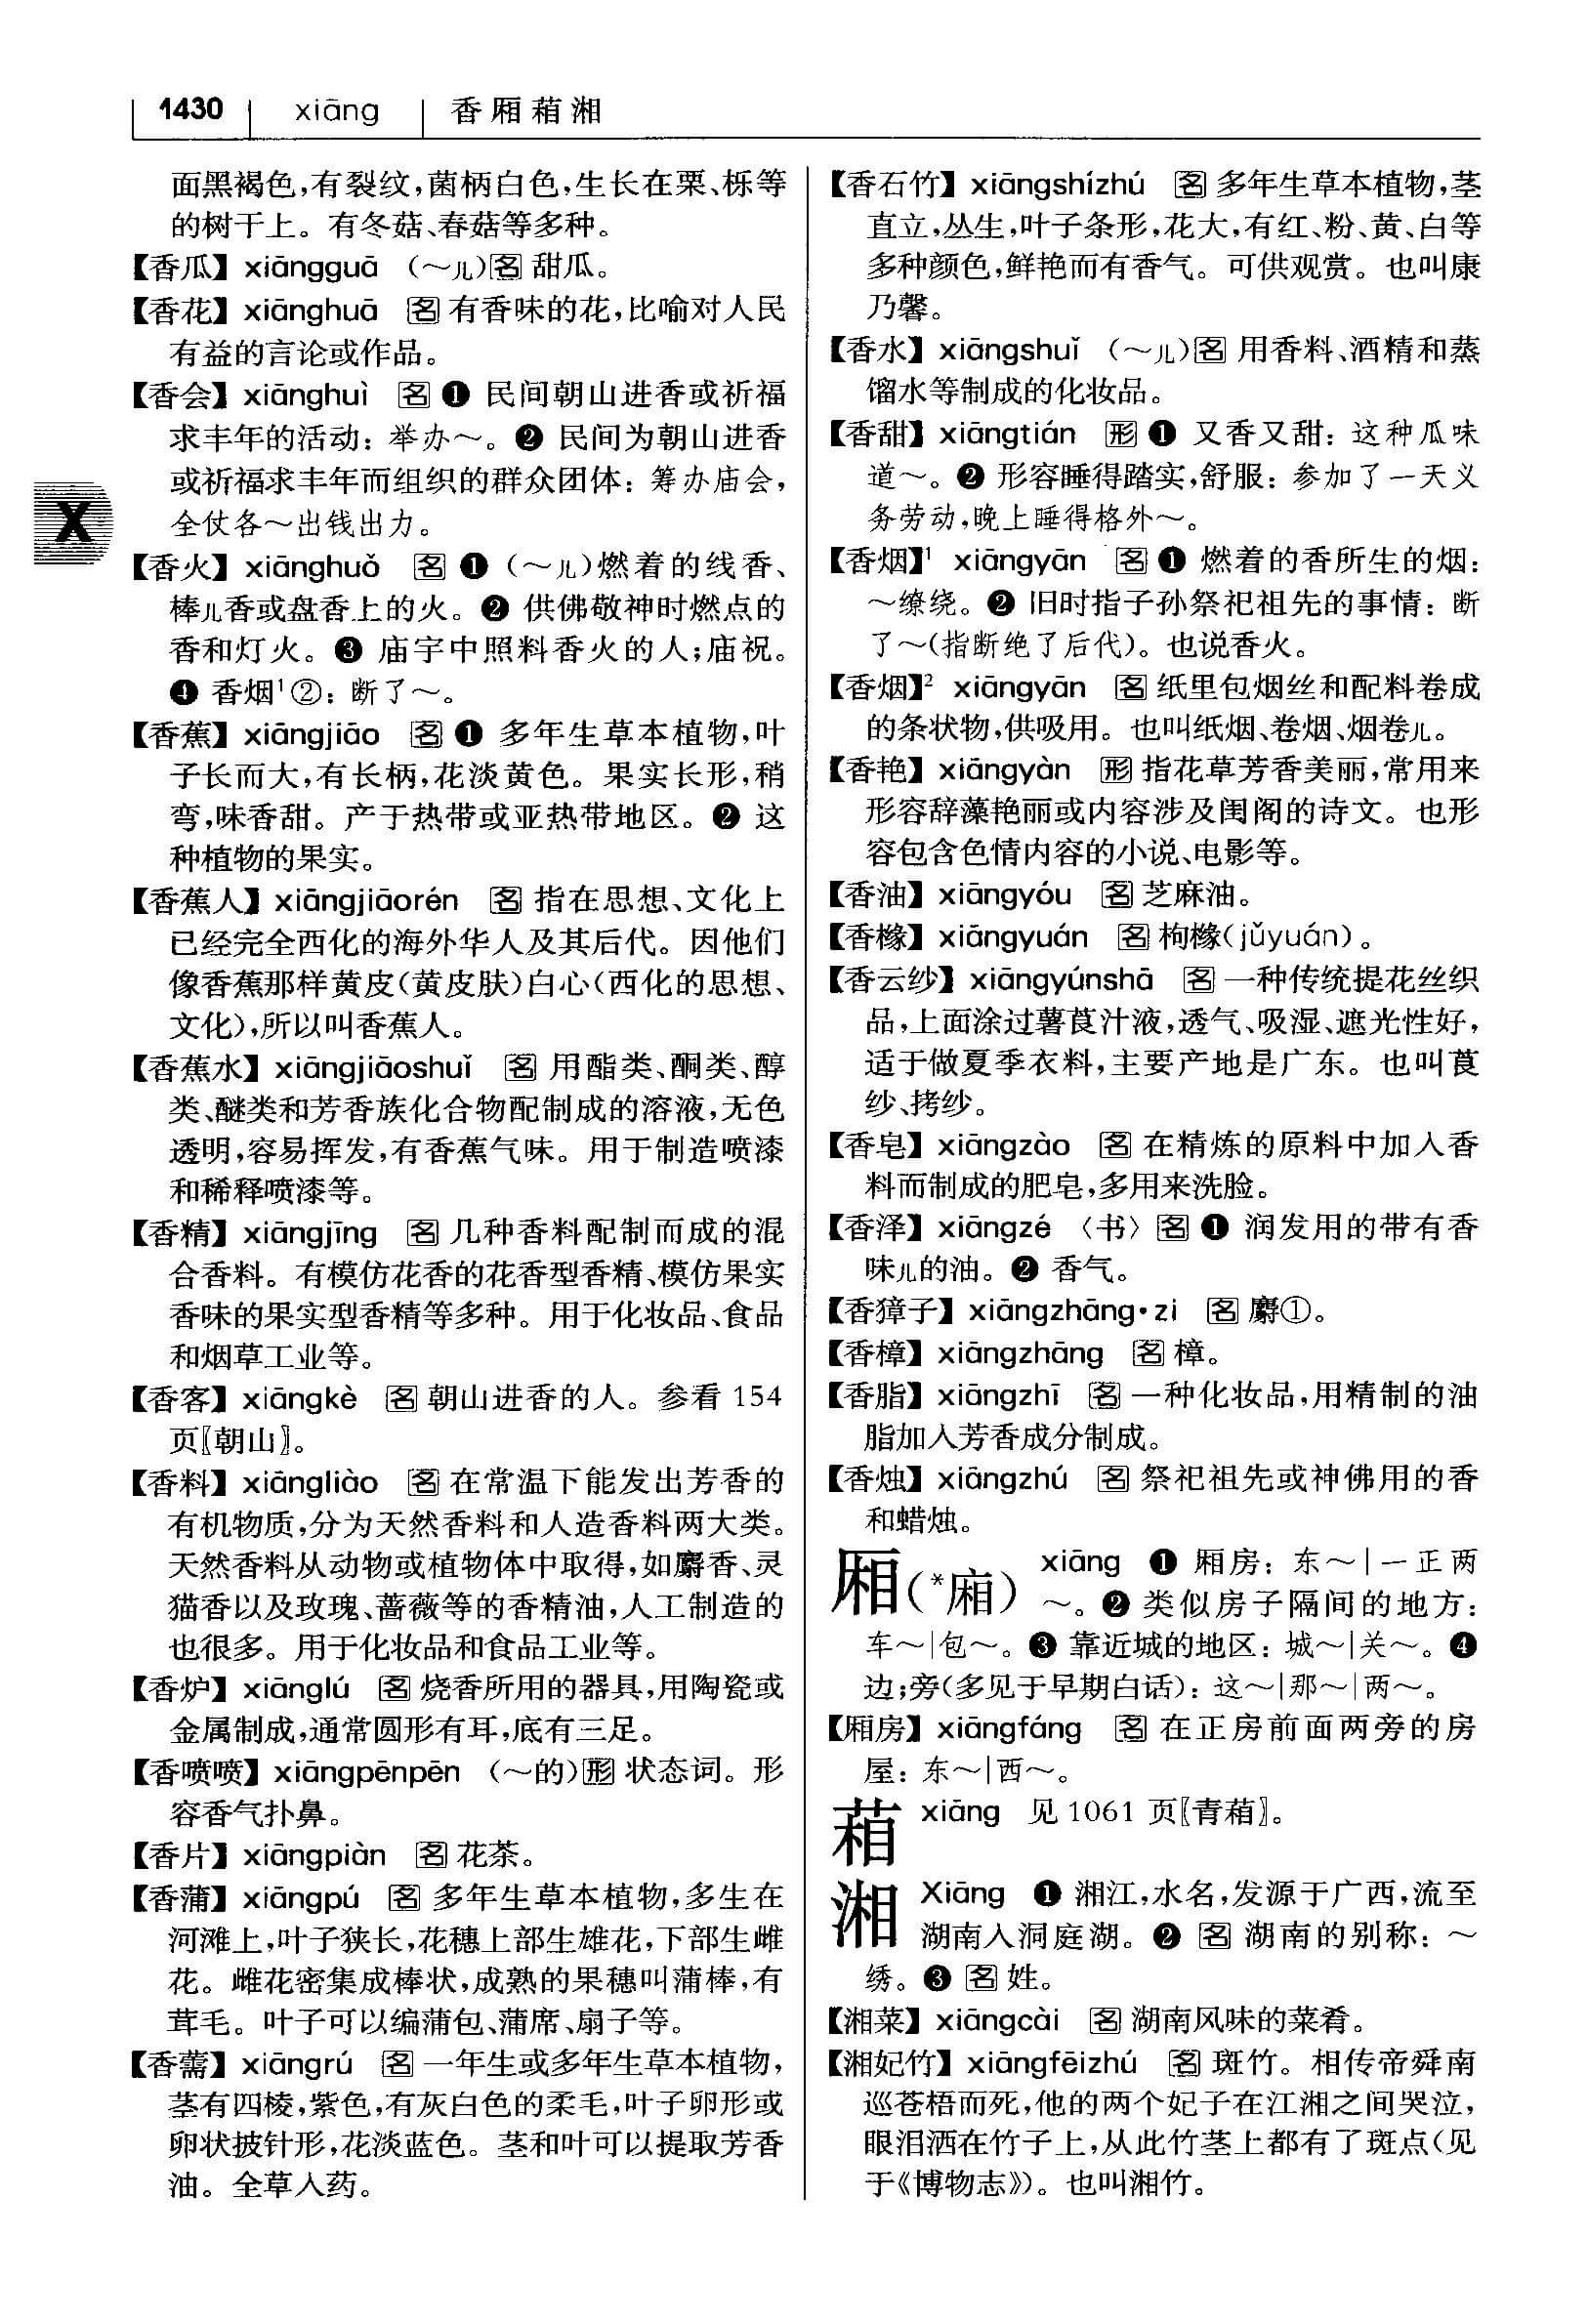 1430 xiāng 香厢葙湘
面黑褐色,有裂纹,菌柄白色,生长在栗、栎等
的树干上。有冬菇、春菇等多种。
【香瓜】 xiāngguā (～儿)名 甜瓜。
【香花】 xiānghuā 名 有香味的花,比喻对人民
有益的言论或作品。
【香会】 xiānghuì 名 ❶ 民间朝山进香或祈福
求丰年的活动: 举办～。❷ 民间为朝山进香
或祈福求丰年而组织的群众团体: 筹办庙会,
全仗各～出钱出力。
X
【香火】 xiānghuǒ 名 ❶ (～儿)燃着的线香、
棒儿香或盘香上的火。❷ 供佛敬神时燃点的
香和灯火。❸ 庙宇中照料香火的人;庙祝。
❹ 香烟¹②: 断了～。
【香蕉】 xiāngjiāo 名 ❶ 多年生草本植物,叶
子长而大,有长柄,花淡黄色。果实长形,稍
弯,味香甜。产于热带或亚热带地区。❷ 这
种植物的果实。
【香蕉人】 xiāngjiāorén 名 指在思想、文化上
已经完全西化的海外华人及其后代。因他们
像香蕉那样黄皮(黄皮肤)白心(西化的思想、
文化),所以叫香蕉人。
【香蕉水】 xiāngjiāoshuǐ 名 用酯类、酮类、醇
类、醚类和芳香族化合物配制成的溶液,无色
透明,容易挥发,有香蕉气味。用于制造喷漆
和稀释喷漆等。
【香精】 xiāngjīng 名 几种香料配制而成的混
合香料。有模仿花香的花香型香精、模仿果实
香味的果实型香精等多种。用于化妆品、食品
和烟草工业等。
【香客】 xiāngkè 名 朝山进香的人。参看 154
页〖朝山〗。
【香料】 xiāngliào 名 在常温下能发出芳香的
有机物质,分为天然香料和人造香料两大类。
天然香料从动物或植物体中取得,如麝香、灵
猫香以及玫瑰、蔷薇等的香精油,人工制造的
也很多。用于化妆品和食品工业等。
【香炉】 xiānglú 名 烧香所用的器具,用陶瓷或
金属制成,通常圆形有耳,底有三足。
【香喷喷】 xiāngpēnpēn (～的)形 状态词。形
容香气扑鼻。
【香片】 xiāngpiàn 名 花茶。
【香蒲】 xiāngpú 名 多年生草本植物,多生在
河滩上,叶子狭长,花穗上部生雄花,下部生雌
花。雌花密集成棒状,成熟的果穗叫蒲棒,有
茸毛。叶子可以编蒲包、蒲席、扇子等。
【香薷】 xiāngrú 名 一年生或多年生草本植物,
茎有四棱,紫色,有灰白色的柔毛,叶子卵形或
卵状披针形,花淡蓝色。茎和叶可以提取芳香
油。全草入药。
【香石竹】 xiāngshízhú 名 多年生草本植物,茎
直立,丛生,叶子条形,花大,有红、粉、黄、白等
多种颜色,鲜艳而有香气。可供观赏。也叫康
乃馨。
【香水】 xiāngshuǐ (～儿)名 用香料、酒精和蒸
馏水等制成的化妆品。
【香甜】 xiāngtián 形 ❶ 又香又甜: 这种瓜味
道～。❷ 形容睡得踏实,舒服: 参加了一天义
务劳动,晚上睡得格外～。
【香烟】¹ xiāngyān 名 ❶ 燃着的香所生的烟:
～缭绕。❷ 旧时指子孙祭祀祖先的事情: 断
了～(指断绝了后代)。也说香火。
【香烟】² xiāngyān 名 纸里包烟丝和配料卷成
的条状物,供吸用。也叫纸烟、卷烟、烟卷儿。
【香艳】 xiāngyàn 形 指花草芳香美丽,常用来
形容辞藻艳丽或内容涉及闺阁的诗文。也形
容包含色情内容的小说、电影等。
【香油】 xiāngyóu 名 芝麻油。
【香橼】 xiāngyuán 名 枸橼(jǔyuán)。
【香云纱】 xiāngyúnshā 名 一种传统提花丝织
品,上面涂过薯莨汁液,透气、吸湿、遮光性好,
适于做夏季衣料,主要产地是广东。也叫莨
纱、拷纱。
【香皂】 xiāngzào 名 在精炼的原料中加入香
料而制成的肥皂,多用来洗脸。
【香泽】 xiāngzé 〈书〉名 ❶ 润发用的带有香
味儿的油。❷ 香气。
【香獐子】 xiāngzhāng·zi 名 麝①。
【香樟】 xiāngzhāng 名 樟。
【香脂】 xiāngzhī 名 一种化妆品,用精制的油
脂加入芳香成分制成。
【香烛】 xiāngzhú 名 祭祀祖先或神佛用的香
和蜡烛。
厢(*廂) xiāng ❶ 厢房: 东～|一正两
～。❷ 类似房子隔间的地方:
车～|包～。❸ 靠近城的地区: 城～|关～。❹
边;旁(多见于早期白话): 这～|那～|两～。
【厢房】 xiāngfáng 名 在正房前面两旁的房
屋: 东～|西～。
葙 xiāng 见 1061 页〖青葙〗。
湘 Xiāng ❶ 湘江,水名,发源于广西,流至
湖南入洞庭湖。❷ 名 湖南的别称: ～
绣。❸ 名 姓。
【湘菜】 xiāngcài 名 湖南风味的菜肴。
【湘妃竹】 xiāngfēizhú 名 斑竹。相传帝舜南
巡苍梧而死,他的两个妃子在江湘之间哭泣,
眼泪洒在竹子上,从此竹茎上都有了斑点(见
于《博物志》)。也叫湘竹。